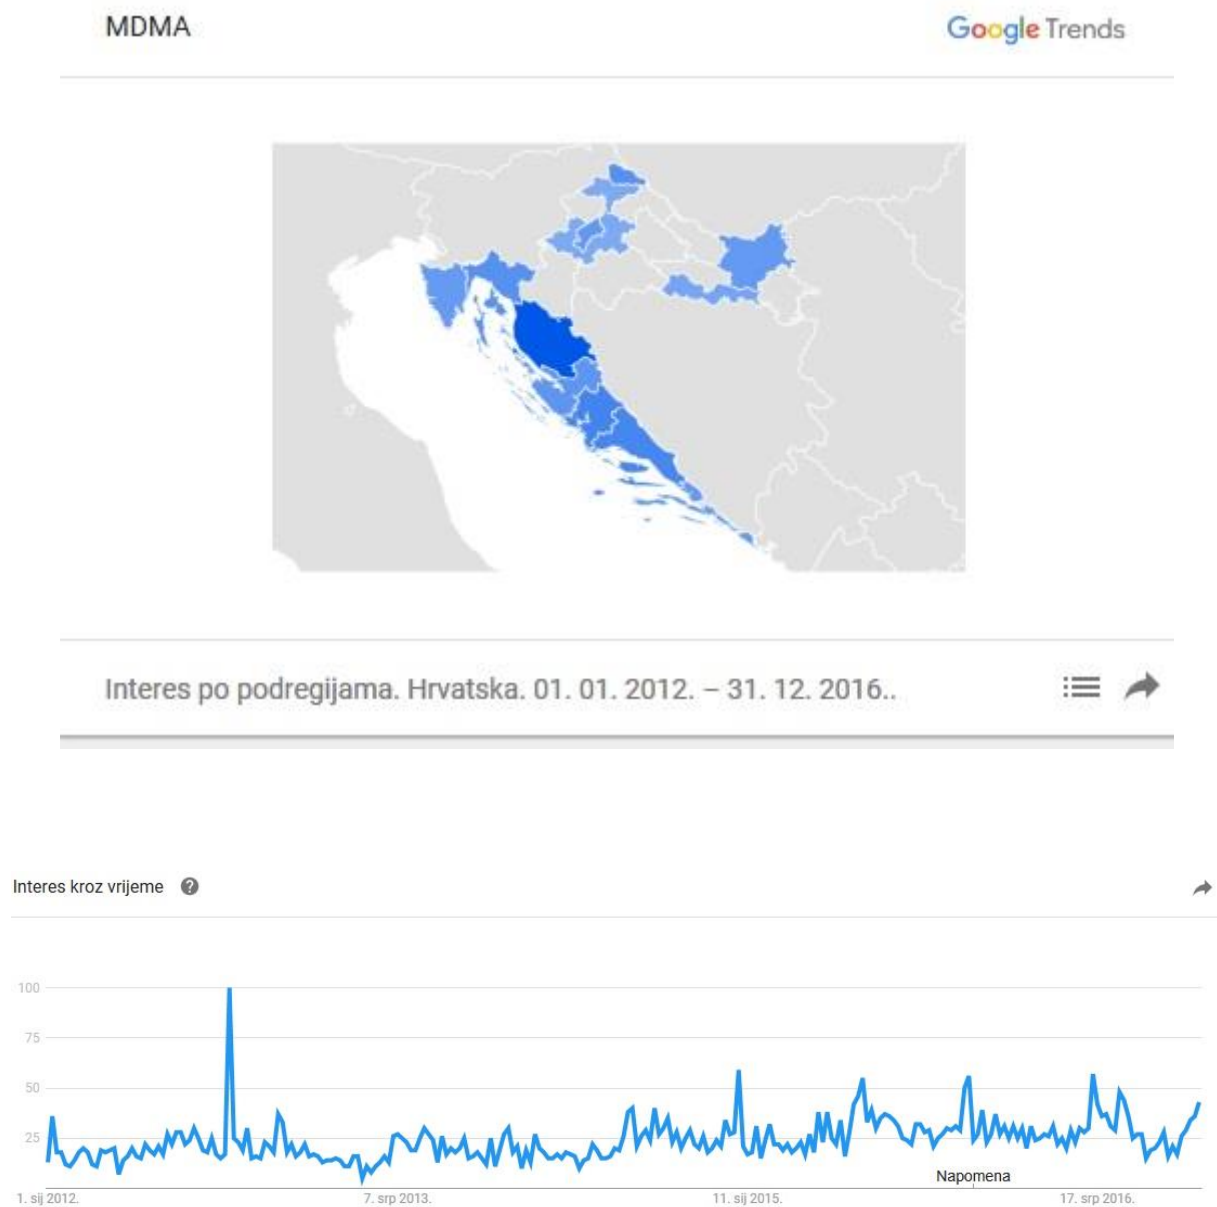 MDMA
Google Trends
Interes po podregijama. Hrvatska. 01. 01. 2012. – 31. 12. 2016..
Interes kroz vrijeme ?
100
75
50
25
Napomena
1. sij 2012.
7. srp 2013.
11. sij 2015.
17. srp 2016.